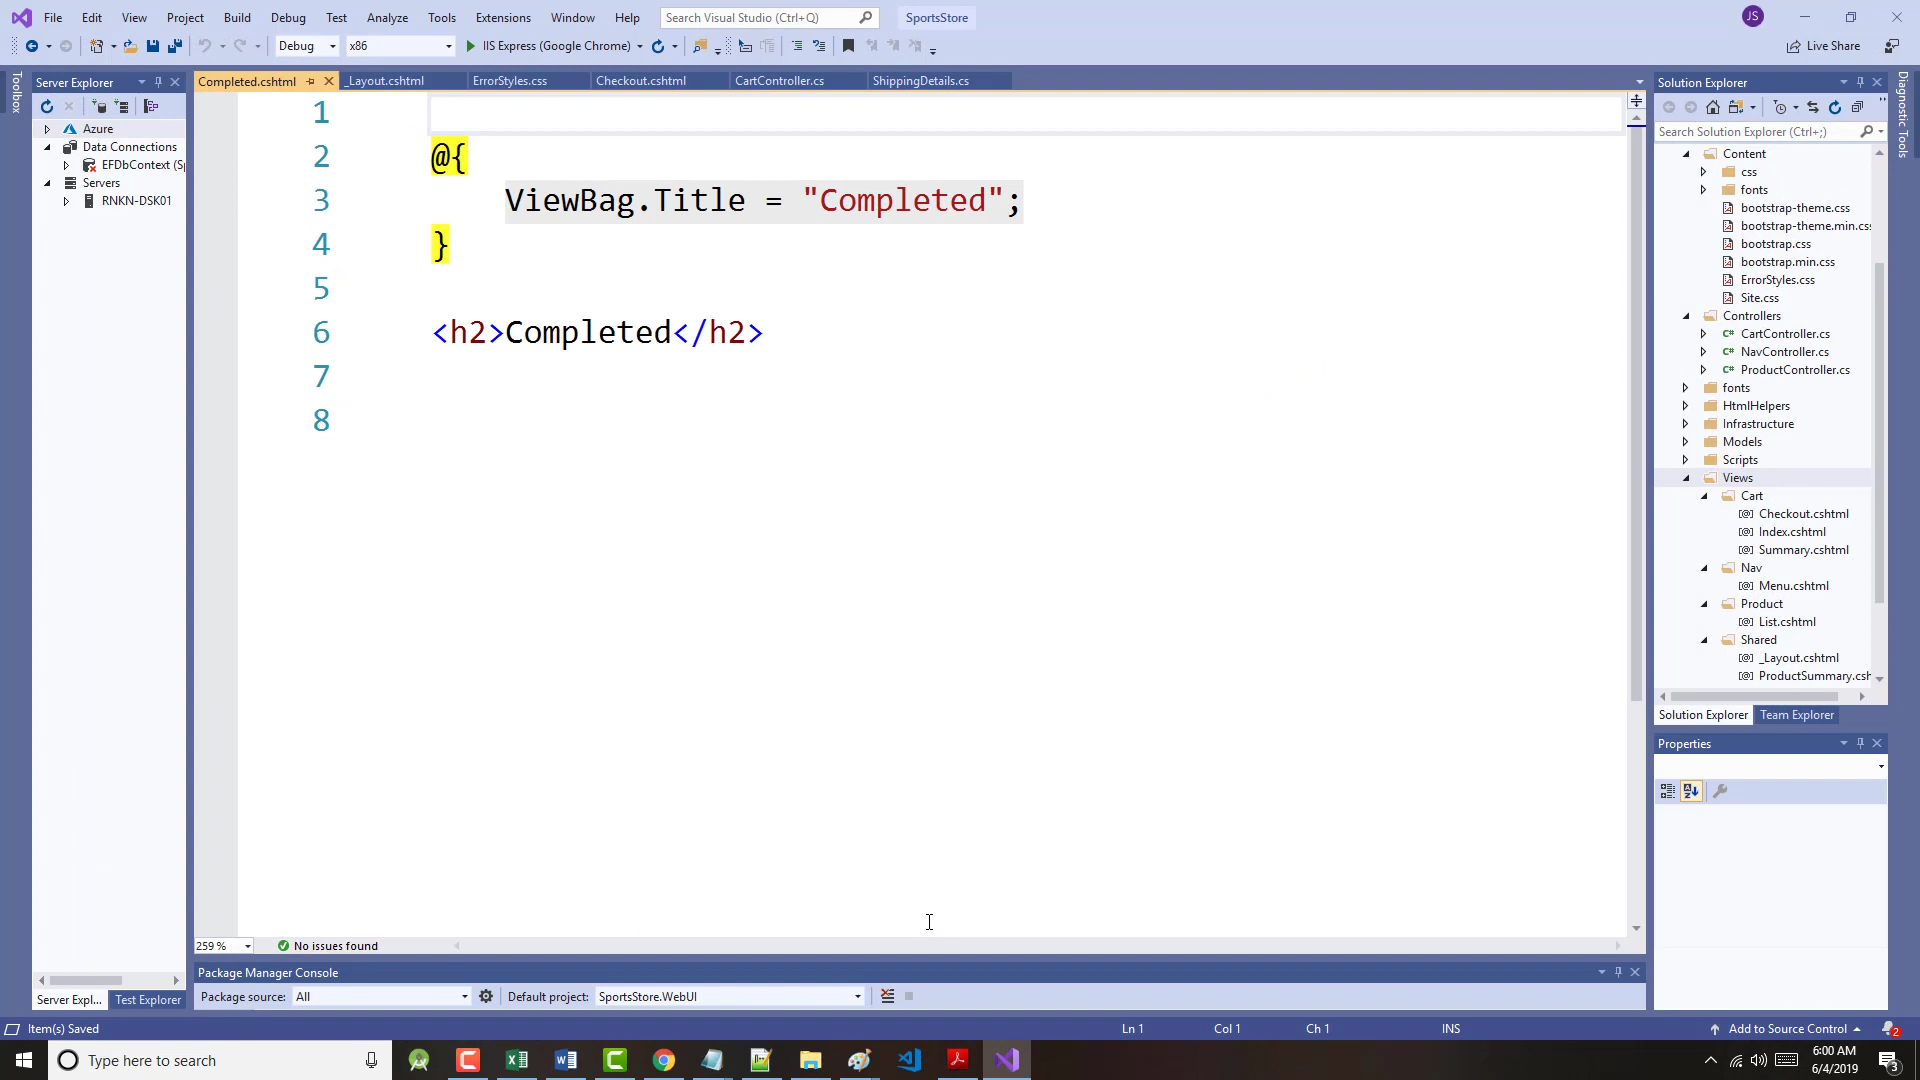 File Edit View Project Build Debug Test Analyze Tools Extensions Window Help Search Visual Studio (Ctrl+Q) SportsStore JS
Debug x86 IIS Express (Google Chrome) Live Share
Toolbox
Server Explorer
Azure
Data Connections
EFDbContext (Sp
Servers
RNKN-DSK01
Server Expl... Test Explorer
Completed.cshtml _Layout.cshtml ErrorStyles.css Checkout.cshtml CartController.cs ShippingDetails.cs
1
2 @{
3 ViewBag.Title = "Completed";
4 }
5
6 <h2>Completed</h2>
7
8
259 % No issues found
Package Manager Console
Package source: All Default project: SportsStore.WebUI
Solution Explorer
Search Solution Explorer (Ctrl+;)
Content
css
fonts
bootstrap-theme.css
bootstrap-theme.min.css
bootstrap.css
bootstrap.min.css
ErrorStyles.css
Site.css
Controllers
CartController.cs
NavController.cs
ProductController.cs
fonts
HtmlHelpers
Infrastructure
Models
Scripts
Views
Cart
Checkout.cshtml
Index.cshtml
Summary.cshtml
Nav
Menu.cshtml
Product
List.cshtml
Shared
_Layout.cshtml
ProductSummary.csh
Solution Explorer Team Explorer
Properties
Diagnostic Tools
Item(s) Saved Ln 1 Col 1 Ch 1 INS Add to Source Control 2
Type here to search
6:00 AM
6/4/2019
3